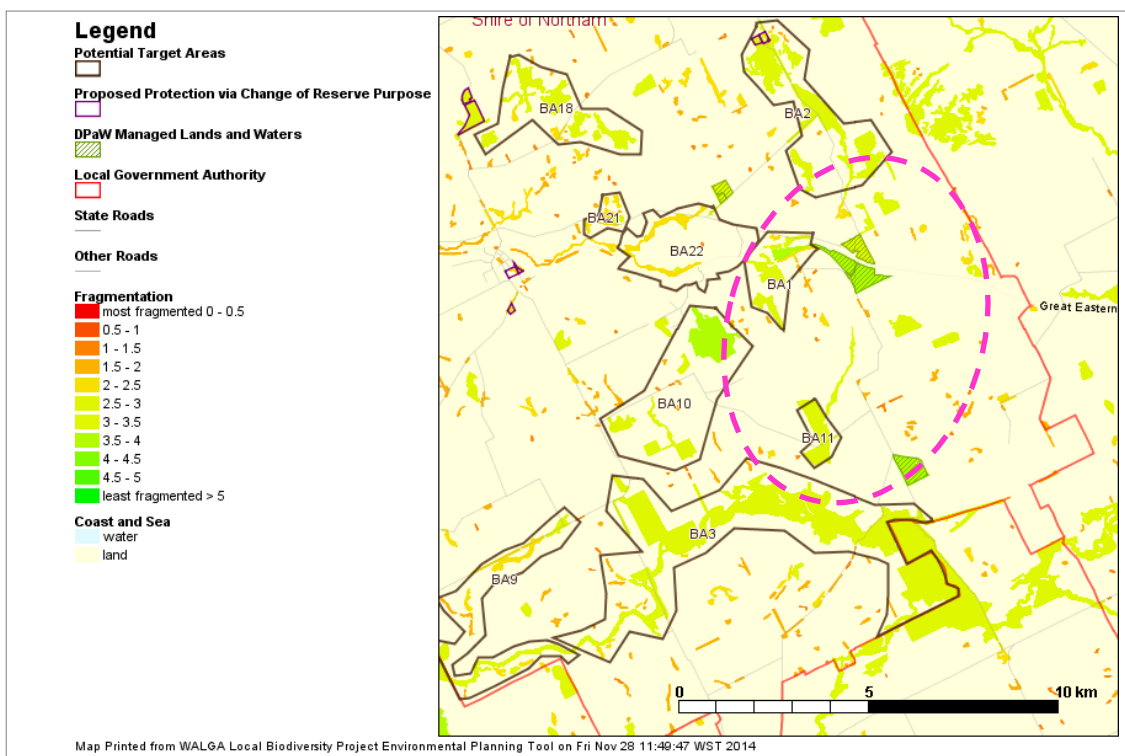 Legend
Potential Target Areas
Proposed Protection via Change of Reserve Purpose
DPaW Managed Lands and Waters
Local Government Authority
State Roads
Other Roads
Fragmentation
most fragmented 0 - 0.5
0.5 - 1
1 - 1.5
1.5 - 2
2 - 2.5
2.5 - 3
3 - 3.5
3.5 - 4
4 - 4.5
4.5 - 5
least fragmented > 5
Coast and Sea
water
land
Shire of Northam
BA18
BA2
BA21
BA22
BA1
Great Eastern
BA10
BA11
BA3
BA9
0 5 10 km
Map Printed from WALGA Local Biodiversity Project Environmental Planning Tool on Fri Nov 28 11:49:47 WST 2014